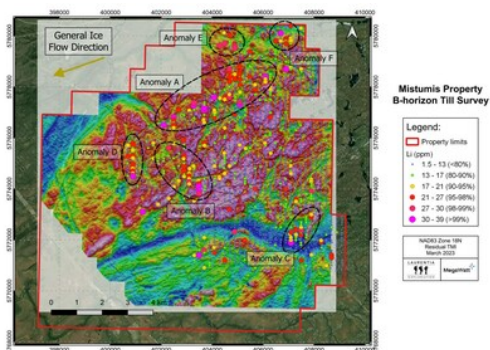 398000 400000 402000 404000 406000 408000 410000
General Ice
Flow Direction
Anomaly E
Anomaly F
Anomaly A
Anomaly D
Anomaly B
Anomaly C
0 1 2 3 4
5780000
5778000
5776000
5774000
5772000
5770000
5768000
Mistumis Property
B-horizon Till Survey
Legend:
Property limits
Li (ppm)
1.5 - 13 (<80%)
13 - 17 (80-90%)
17 - 21 (90-95%)
21 - 27 (95-98%)
27 - 30 (98-99%)
30 - 39 (>99%)
NAD83 Zone 18N
Residual TMI
March 2023
LAURENTIA
MegaWatt